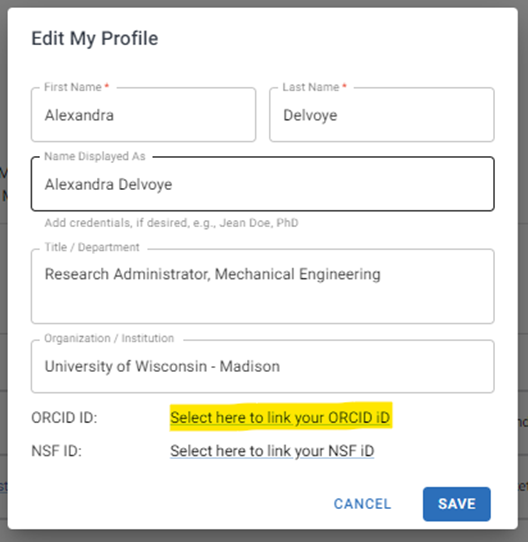 Edit My Profile
First Name *
Last Name *
Alexandra
Delvoye
Name Displayed As
Alexandra Delvoye
Add credentials, if desired, e.g., Jean Doe, PhD
Title / Department
Research Administrator, Mechanical Engineering
Organization / Institution
University of Wisconsin - Madison
ORCID ID: Select here to link your ORCID iD
NSF ID: Select here to link your NSF iD
CANCEL SAVE